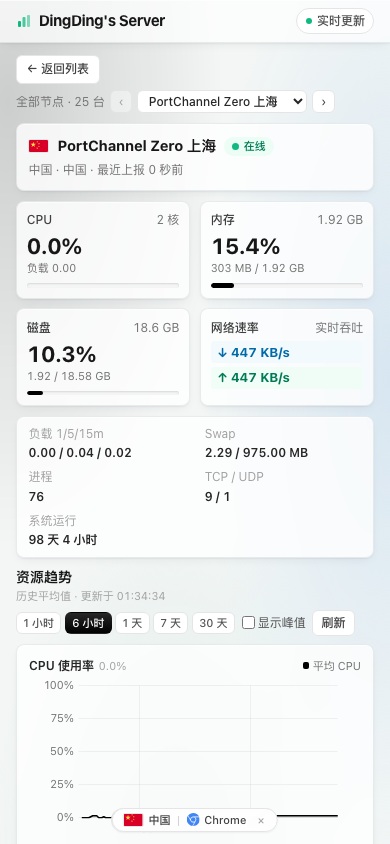 DingDing's Server
实时更新
← 返回列表
全部节点 · 25 台 ‹ PortChannel Zero 上海 ›
PortChannel Zero 上海 在线
中国 · 中国 · 最近上报 0 秒前
CPU 2 核
0.0%
负载 0.00
内存 1.92 GB
15.4%
303 MB / 1.92 GB
磁盘 18.6 GB
10.3%
1.92 / 18.58 GB
网络速率 实时吞吐
↓ 447 KB/s
↑ 447 KB/s
负载 1/5/15m
0.00 / 0.04 / 0.02
Swap
2.29 / 975.00 MB
进程
76
TCP / UDP
9 / 1
系统运行
98 天 4 小时
资源趋势
历史平均值 · 更新于 01:34:34
1 小时 6 小时 1 天 7 天 30 天 显示峰值 刷新
CPU 使用率 0.0% 平均 CPU
100%
75%
50%
25%
0%
中国 | Chrome ×